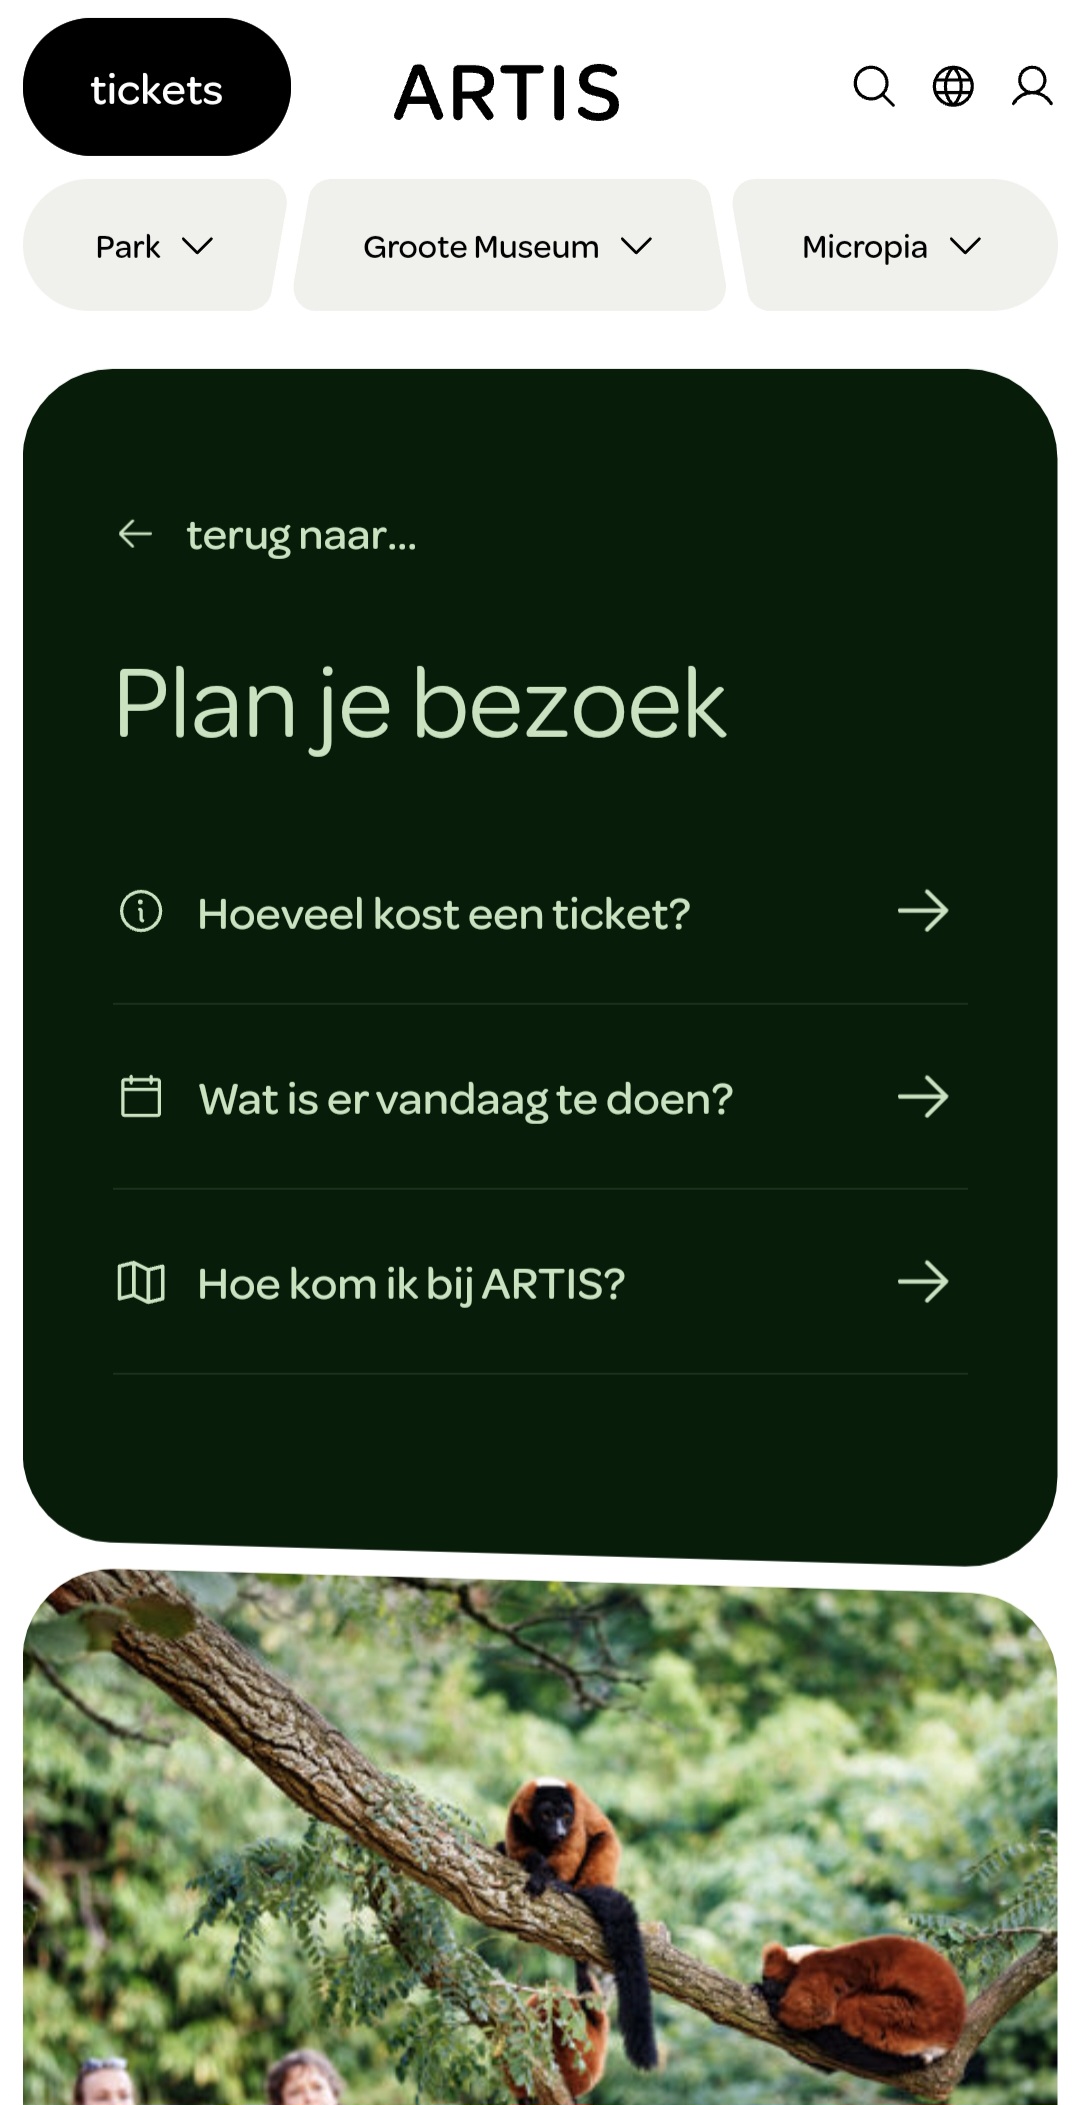 tickets
ARTIS
Park
Groote Museum
Micropia
terug naar...
Plan je bezoek
Hoeveel kost een ticket?
Wat is er vandaag te doen?
Hoe kom ik bij ARTIS?